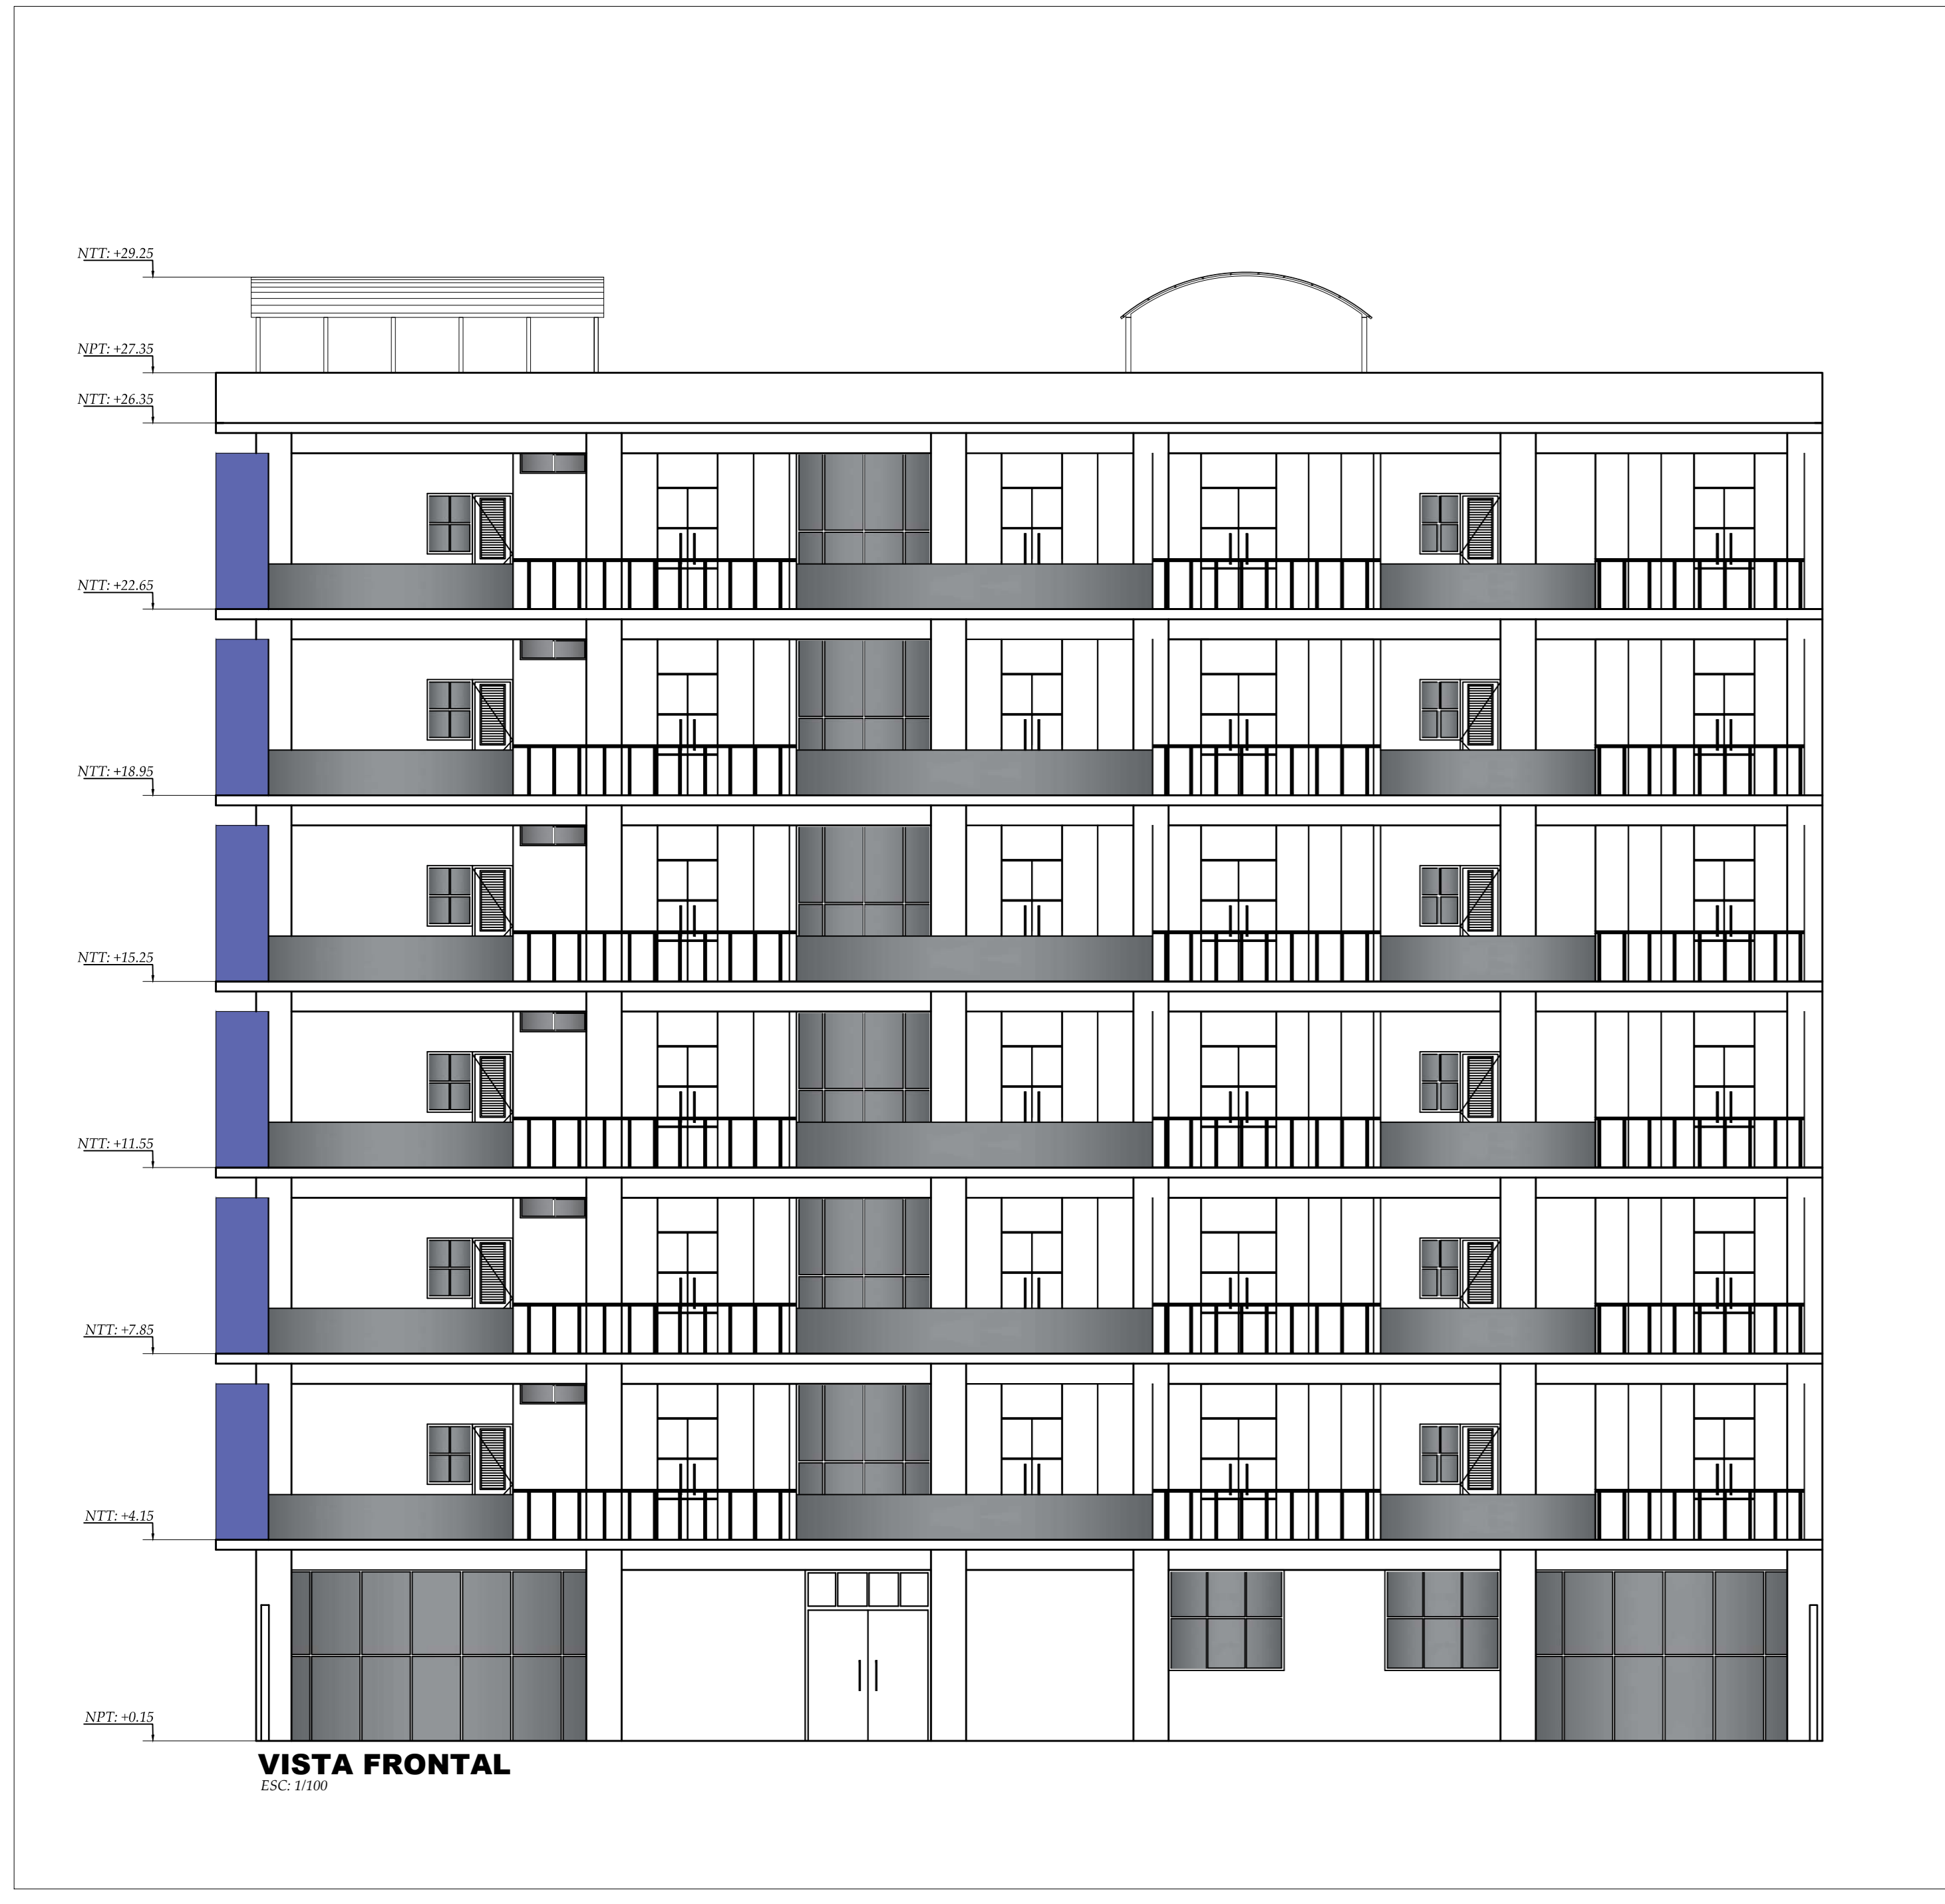 NTT: +29.25
NPT: +27.35
NTT: +26.35
NTT: +22.65
NTT: +18.95
NTT: +15.25
NTT: +11.55
NTT: +7.85
NTT: +4.15
NPT: +0.15
VISTA FRONTAL
ESC: 1/100